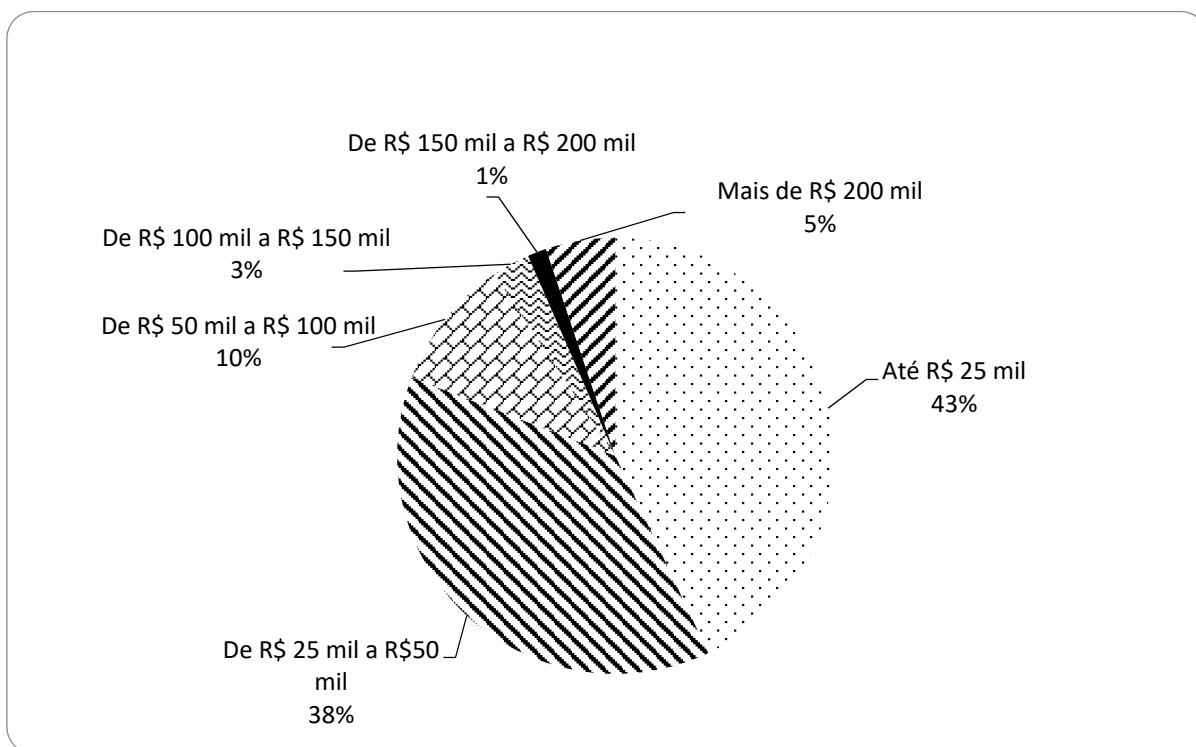 De R$ 150 mil a R$ 200 mil
1%
Mais de R$ 200 mil
5%
De R$ 100 mil a R$ 150 mil
3%
De R$ 50 mil a R$ 100 mil
10%
Até R$ 25 mil
43%
De R$ 25 mil a R$50
mil
38%